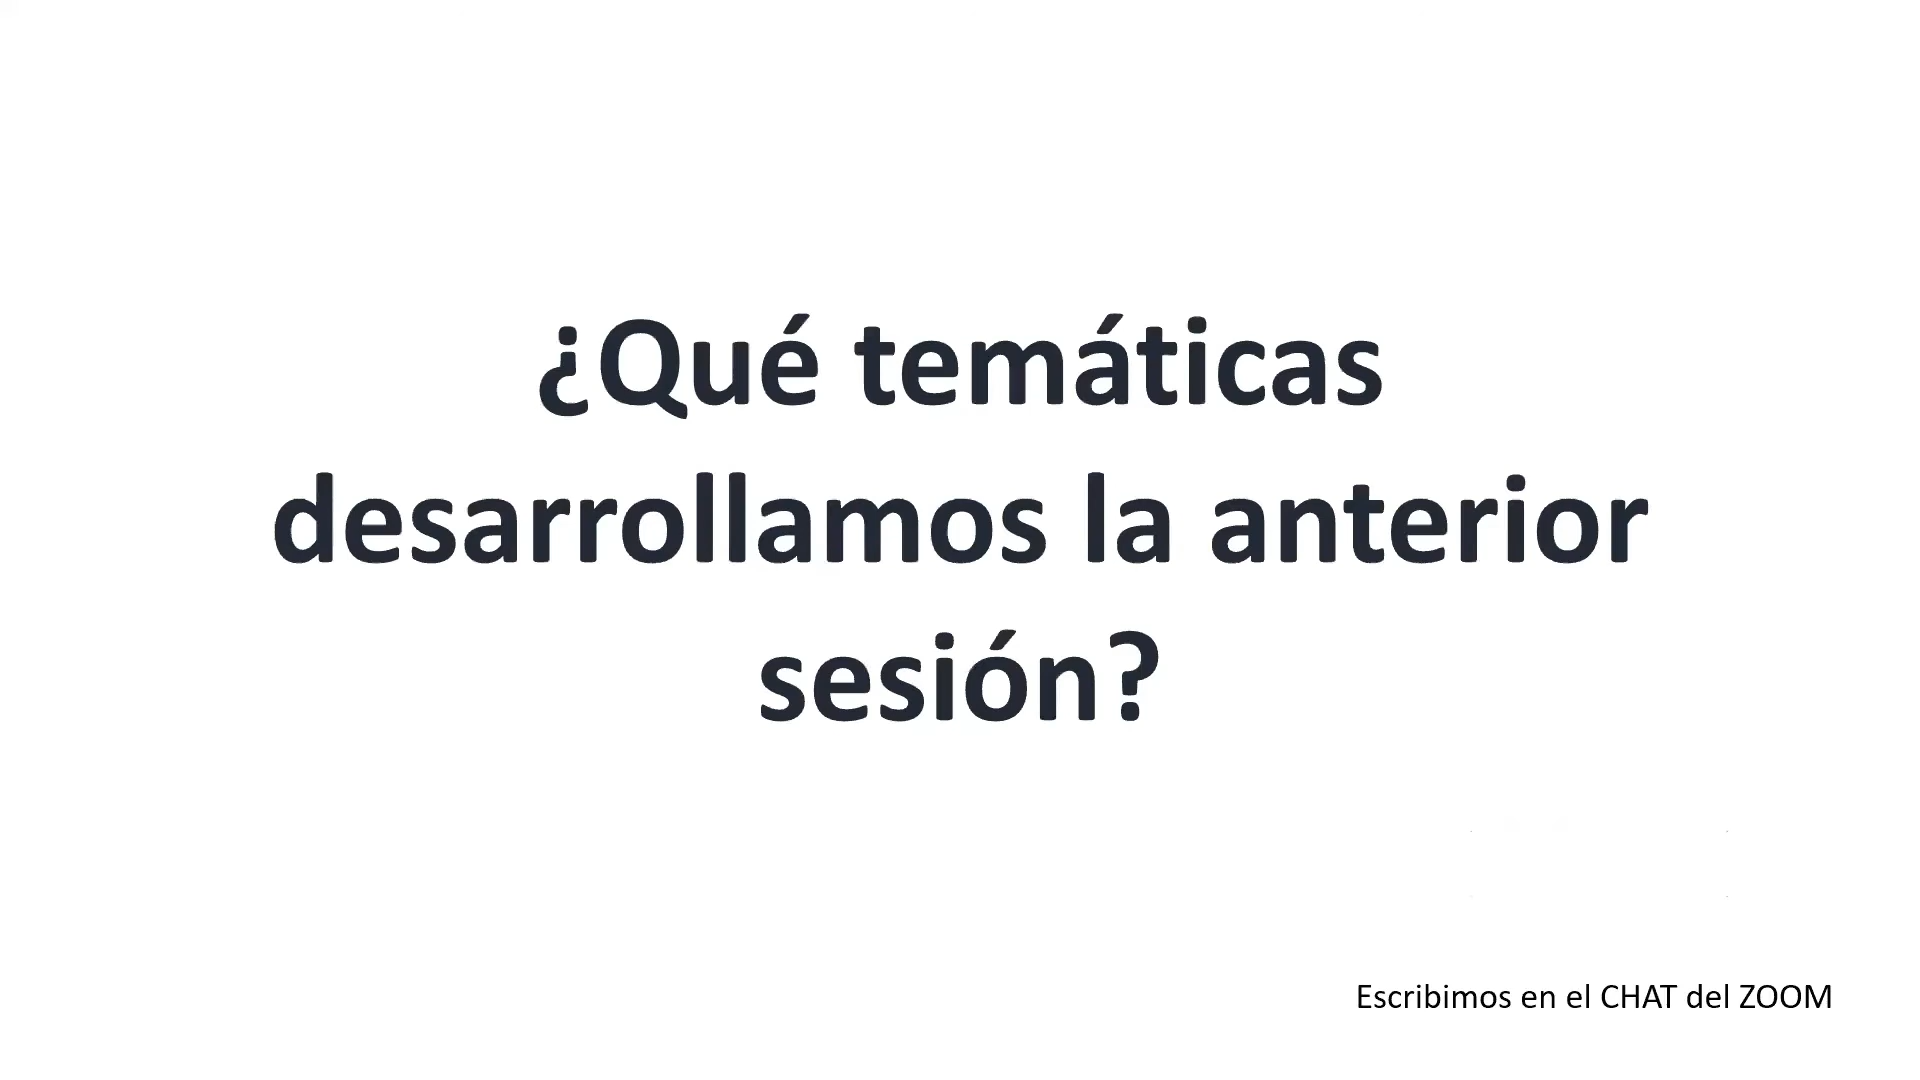 ¿Qué temáticas
desarrollamos la anterior
sesión?
Escribimos en el CHAT del ZOOM